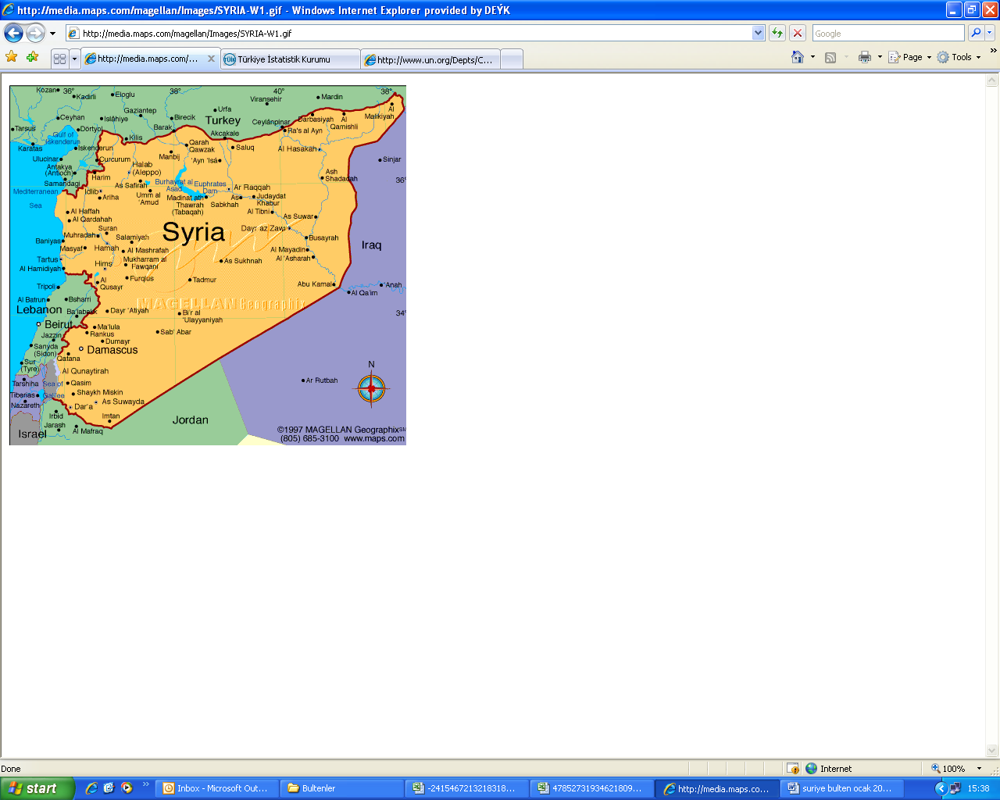 http://media.maps.com/magellan/Images/SYRIA-W1.gif - Windows Internet Explorer provided by DEÝK
http://media.maps.com/magellan/Images/SYRIA-W1.gif
Google
http://media.maps.com/...
Türkiye İstatistik Kurumu
http://www.un.org/Depts/C...
Page
Tools
Kozan
36°
Kadirli
Eloglu
38°
Viransehir
40°
Mardin
38°
Gaziantep
Urfa
Ceyhan
Islâhiye
Birecik
Turkey
Ceylânpinar
Darbasiyah
Al
Qamishli
Al
Malikiyah
Tarsus
Dörtyol
Barak
Akcakale
Ra's al Ayn
Gulf of
Iskenderun
Kilis
Karatas
Iskenderun
Qarah
Qawzak
Saluq
Al Hasakah
Ulucinar
Curcurum
Manbij
'Ayn 'Isá
Sinjar
Antakya
(Antioch)
Halab
(Aleppo)
Ash
Shadadah
Samandagi
Harim
As Safirah
Burhayrat al
Asad
Euphrates
Dam
Ar Raqqah
36°
Mediterranean
Sea
Idlib
Ariha
Umm al
'Amud
Madinat ath
Thawrah
(Tabaqah)
As
Sabkhah
Judaydat
Khabur
Al Haffah
Al Tibni
As Suwar
Al Qardahah
Suran
Syria
Dayr az Zawr
Muhradah
Salamiyah
Busayrah
Baniyas
Masyaf
Hamah
Al Mashrafah
Al Mayadin
Iraq
Tartus
Hims
Mukharram al
Fawqani
As Sukhnah
Al 'Asharah
Al Hamidiyah
Al
Qusayr
Furqlus
Tadmur
Abu Kamal
Anah
Tripoli
Al Qa'im
Al Batrun
Bsharri
MAGELLAN Geographix
Lebanon
Ba'labakk
Dayr 'Atiyah
Bi'r al
'Ulayyaniyah
34°
Beirut
Ma'lula
Jazzin
Rankus
Sab' Abar
Sanyda
(Sidon)
Dumayr
Damascus
Sur
(Tyre)
Qatana
N
Al Qunaytirah
Tarshiha
Sea of
Galilee
Qasim
Ar Rutbah
Tiberias
Shaykh Miskin
Nazareth
As Suwayda
Dar'a
Irbid
Imtan
Jarash
Al Mafraq
Jordan
Israel
©1997 MAGELLAN Geographix℠
(805) 685-3100 www.maps.com
Done
Internet
100%
start
Inbox - Microsoft Out...
Bultenler
-2415467213218318...
47852731934621809...
http://media.maps.co...
suriye bulten ocak 20...
15:38